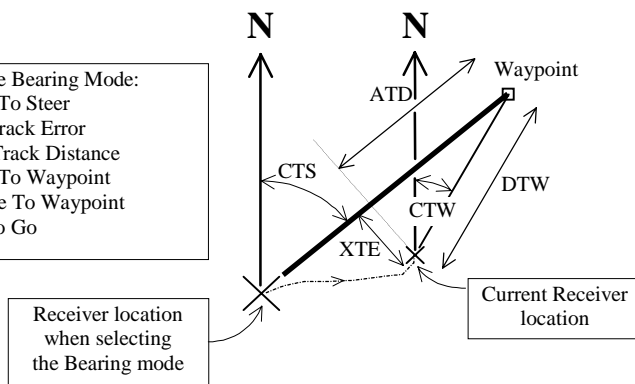 N
N
e Bearing Mode:
To Steer
rack Error
Track Distance
To Waypoint
e To Waypoint
o Go
Waypoint
ATD
CTS
CTW
DTW
XTE
Receiver location
when selecting
the Bearing mode
Current Receiver
location